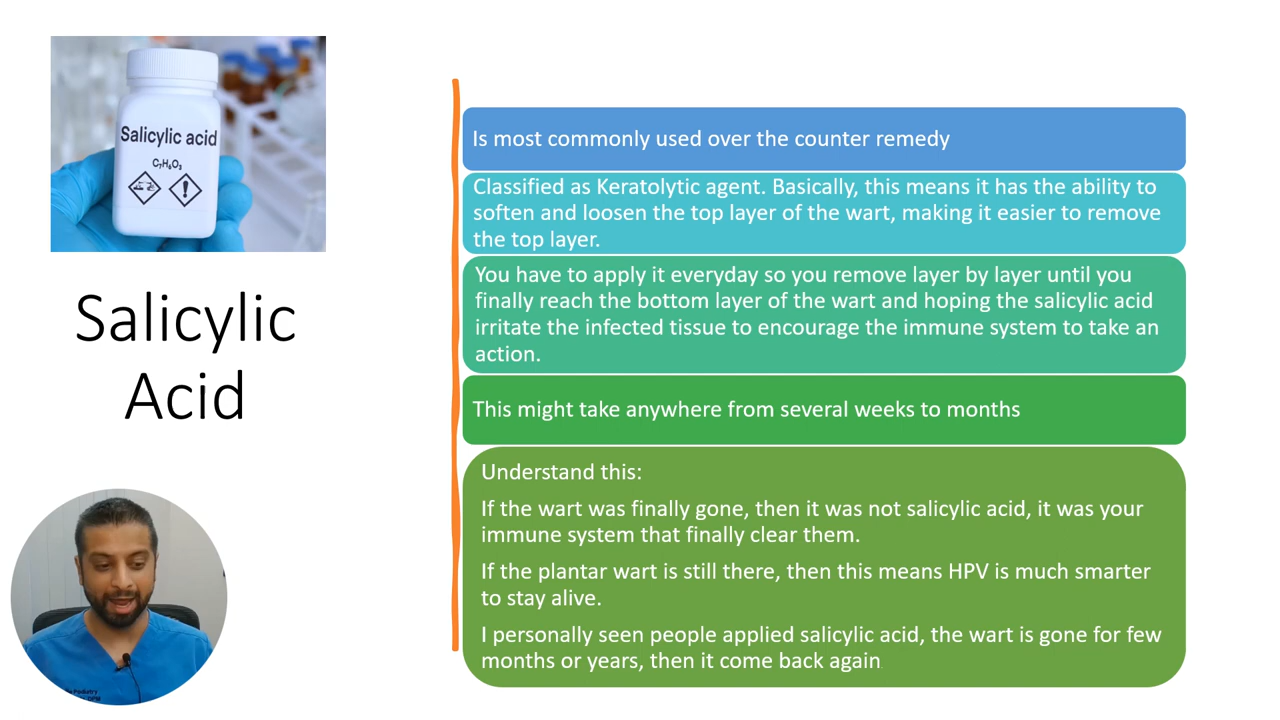 Salicylic acid
C₇H₆O₃
Salicylic
Acid
Is most commonly used over the counter remedy
Classified as Keratolytic agent. Basically, this means it has the ability to
soften and loosen the top layer of the wart, making it easier to remove
the top layer.
You have to apply it everyday so you remove layer by layer until you
finally reach the bottom layer of the wart and hoping the salicylic acid
irritate the infected tissue to encourage the immune system to take an
action.
This might take anywhere from several weeks to months
Understand this:
If the wart was finally gone, then it was not salicylic acid, it was your
immune system that finally clear them.
If the plantar wart is still there, then this means HPV is much smarter
to stay alive.
I personally seen people applied salicylic acid, the wart is gone for few
months or years, then it come back again
Podiatry
DPM